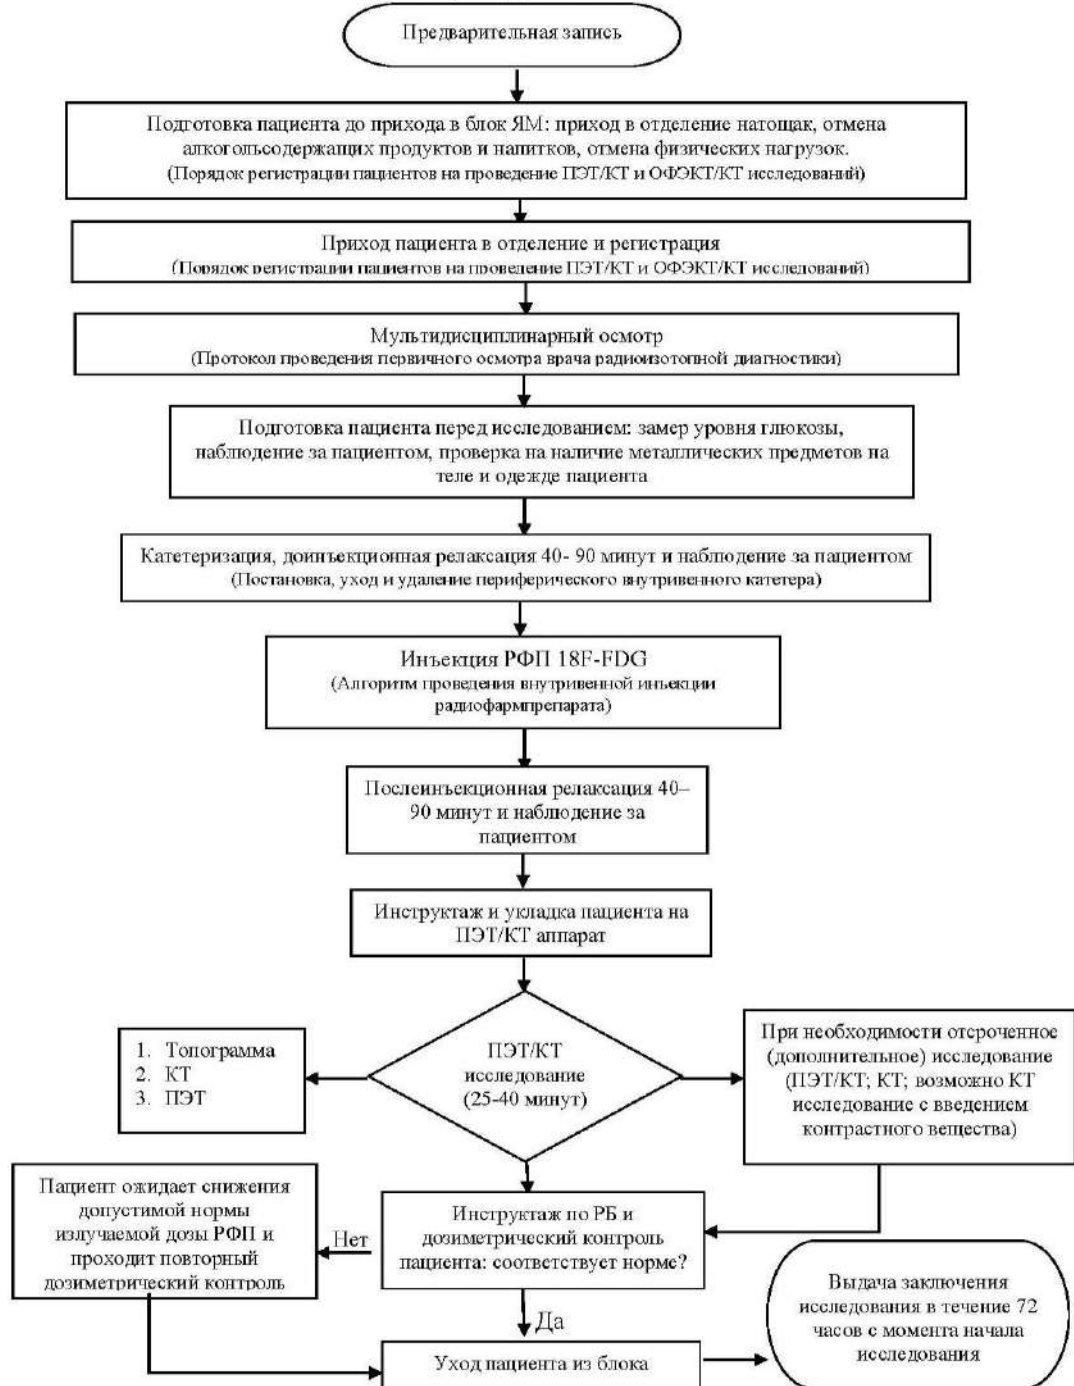 Предварительная запись
Подготовка пациента до прихода в блок ЯМ: приход в отделение натощак, отмена
алкогольсодержащих продуктов и напитков, отмена физических нагрузок.
(Порядок регистрации пациентов на проведение ПЭТ/КТ и ОФЭКТ/КТ исследований)
Приход пациента в отделение и регистрация
(Порядок регистрации пациентов на проведение ПЭТ/КТ и ОФЭКТ/КТ исследований)
Мультидисциплинарный осмотр
(Протокол проведения первичного осмотра врача радиоизотопной диагностики)
Подготовка пациента перед исследованием: замер уровня глюкозы,
наблюдение за пациентом, проверка на наличие металлических предметов на
теле и одежде пациента
Катетеризация, доинъекционная релаксация 40- 90 минут и наблюдение за пациентом
(Постановка, уход и удаление периферического внутривенного катетера)
Инъекция РФП 18F-FDG
(Алгоритм проведения внутривенной инъекции
радиофармпрепарата)
Послеинъекционная релаксация 40–
90 минут и наблюдение за
пациентом
Инструктаж и укладка пациента на
ПЭТ/КТ аппарат
ПЭТ/КТ
исследование
(25-40 минут)
1. Топограмма
2. КТ
3. ПЭТ
При необходимости отсроченное
(дополнительное) исследование
(ПЭТ/КТ; КТ; возможно КТ
исследование с введением
контрастного вещества)
Инструктаж по РБ и
дозиметрический контроль
пациента: соответствует норме?
Нет
Пациент ожидает снижения
допустимой нормы
излучаемой дозы РФП и
проходит повторный
дозиметрический контроль
Да
Уход пациента из блока
Выдача заключения
исследования в течение 72
часов с момента начала
исследования